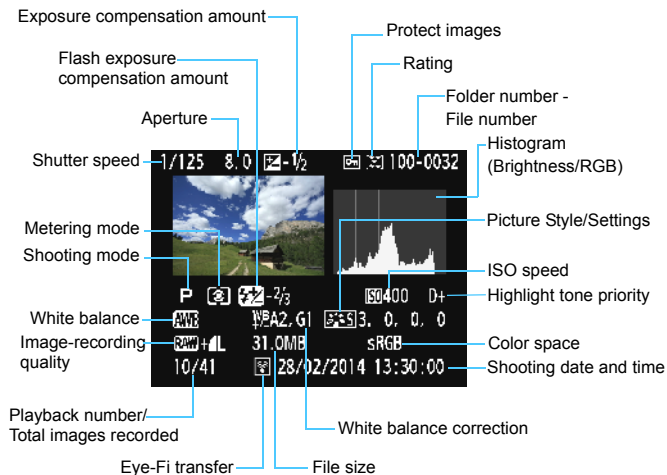 Exposure compensation amount
Protect images
Flash exposure
compensation amount
Rating
Folder number -
File number
Aperture
Histogram
(Brightness/RGB)
Shutter speed
1/125 8.0 -1/2 100-0032
Picture Style/Settings
Metering mode
Shooting mode
ISO speed
P -2/3 ISO400 D+
Highlight tone priority
White balance
AWB WBA2, G1 S3, 0, 0, 0
Image-recording
quality
RAW+L 31.0MB sRGB
Color space
10/41 28/02/2014 13:30:00
Shooting date and time
Playback number/
Total images recorded
White balance correction
Eye-Fi transfer
File size